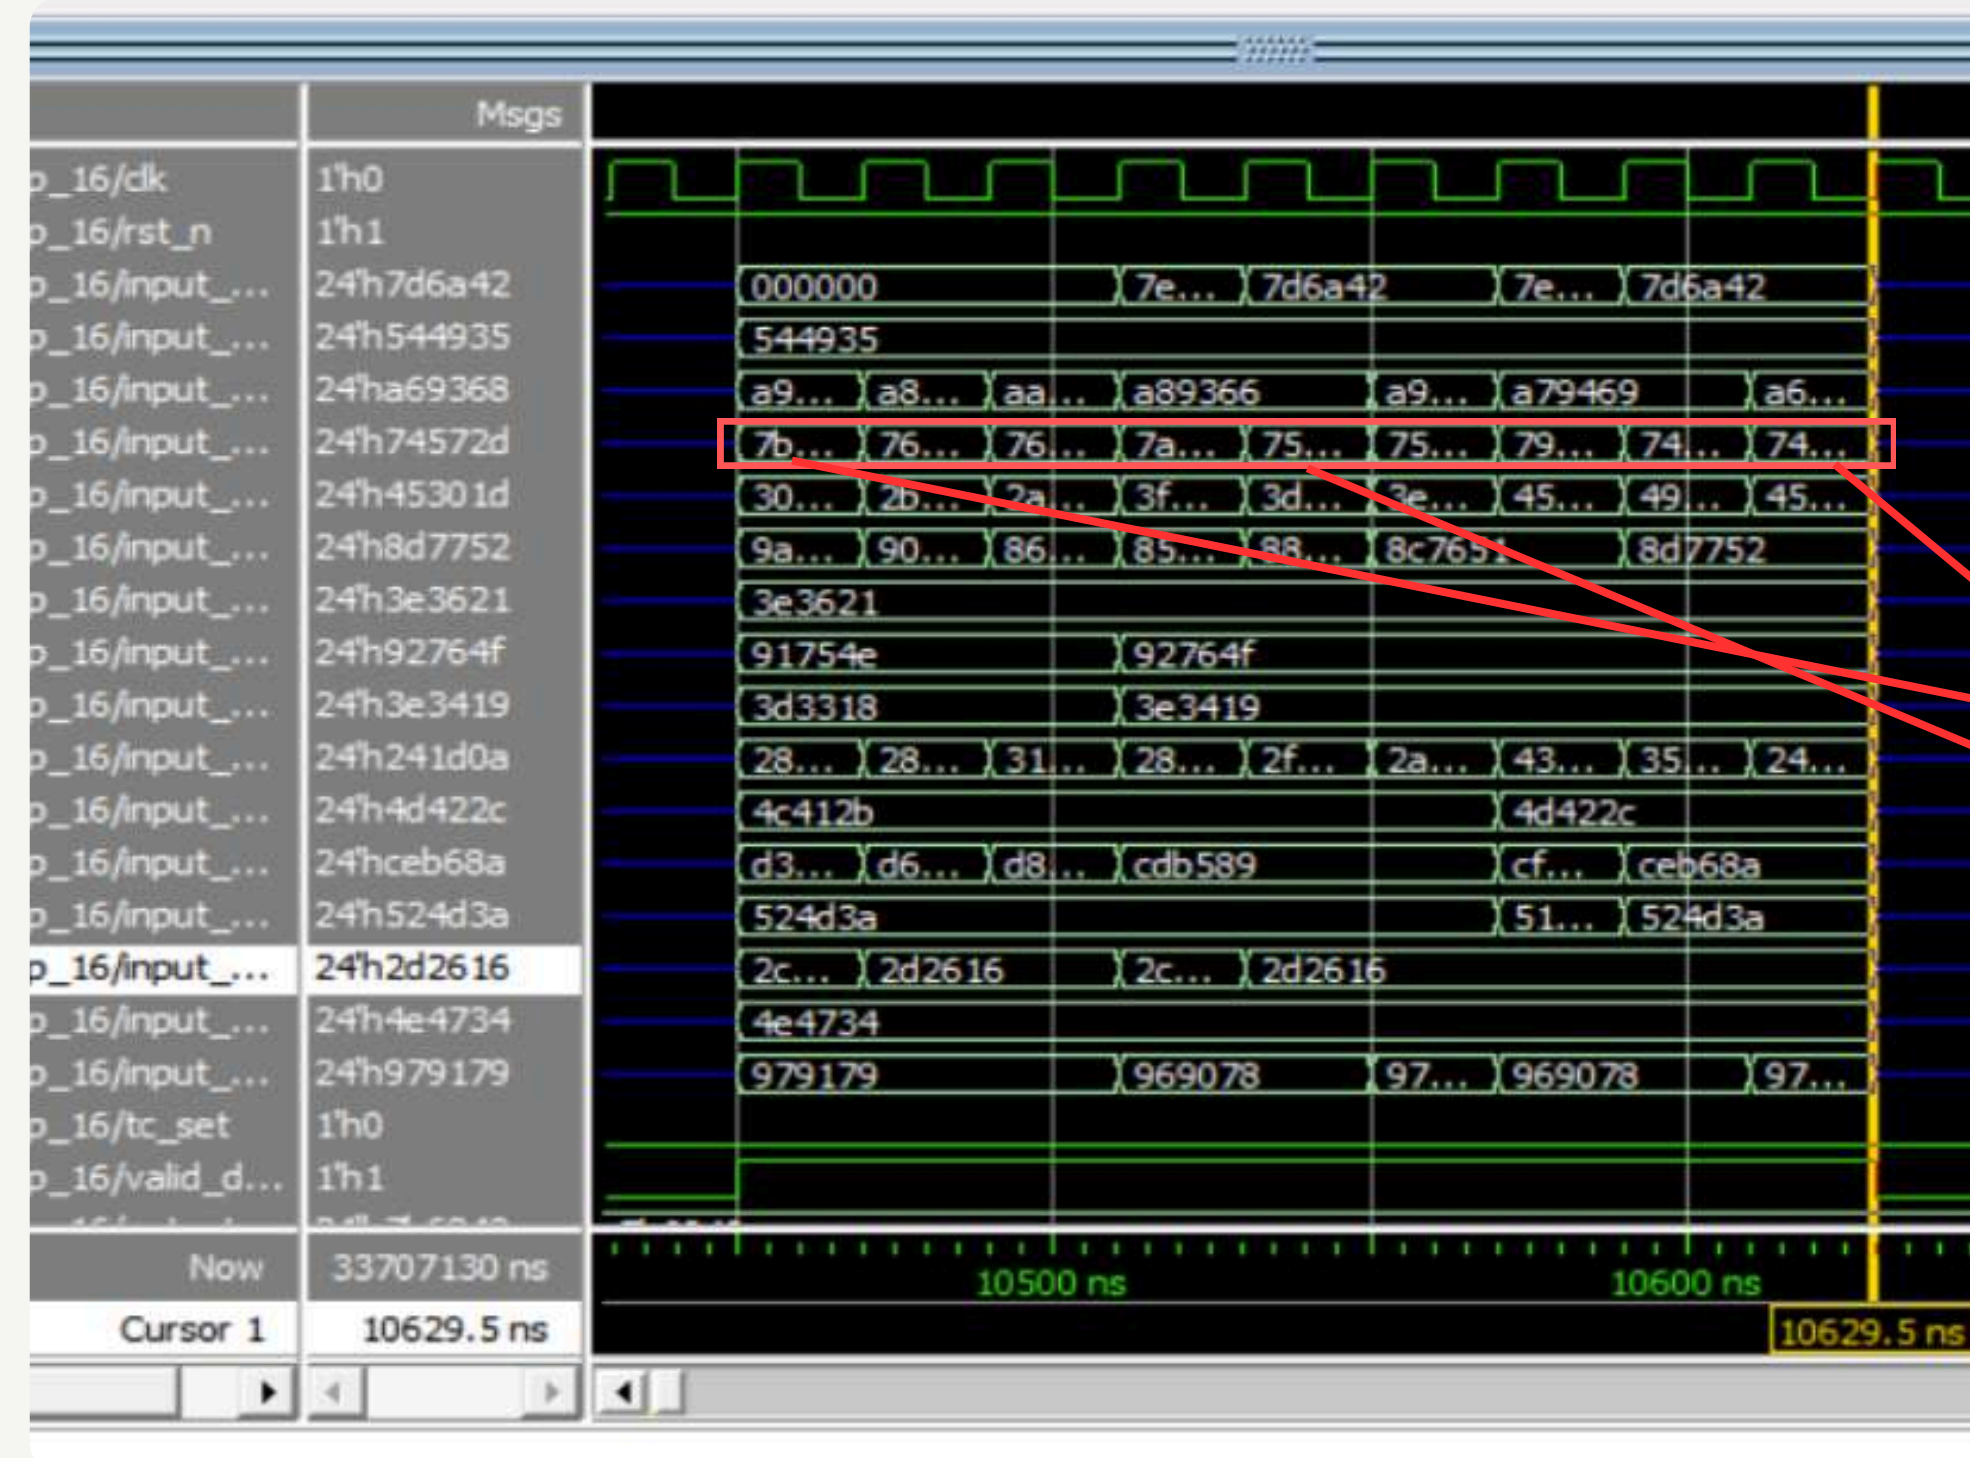 Msgs
p_16/clk 1'h0
p_16/rst_n 1'h1
p_16/input_... 24'h7d6a42 000000 7e... 7d6a42 7e... 7d6a42
p_16/input_... 24'h544935 544935
p_16/input_... 24'ha69368 a9... a8... aa... a89366 a9... a79469 a6...
p_16/input_... 24'h74572d 7b... 76... 76... 7a... 75... 75... 79... 74... 74...
p_16/input_... 24'h45301d 30... 2b... 2a... 3f... 3d... 3e... 45... 49... 45...
p_16/input_... 24'h8d7752 9a... 90... 86... 85... 88... 8c7651 8d7752
p_16/input_... 24'h3e3621 3e3621
p_16/input_... 24'h92764f 91754e 92764f
p_16/input_... 24'h3e3419 3d3318 3e3419
p_16/input_... 24'h241d0a 28... 28... 31... 28... 2f... 2a... 43... 35... 24...
p_16/input_... 24'h4d422c 4c412b 4d422c
p_16/input_... 24'hceb68a d3... d6... d8... cdb589 cf... ceb68a
p_16/input_... 24'h524d3a 524d3a 51... 524d3a
p_16/input_... 24'h2d2616 2c... 2d2616 2c... 2d2616
p_16/input_... 24'h4e4734 4e4734
p_16/input_... 24'h979179 979179 969078 97... 969078 97...
p_16/tc_set 1'h0
p_16/valid_d... 1'h1
Now 33707130 ns 10500 ns 10600 ns
Cursor 1 10629.5 ns 10629.5 ns